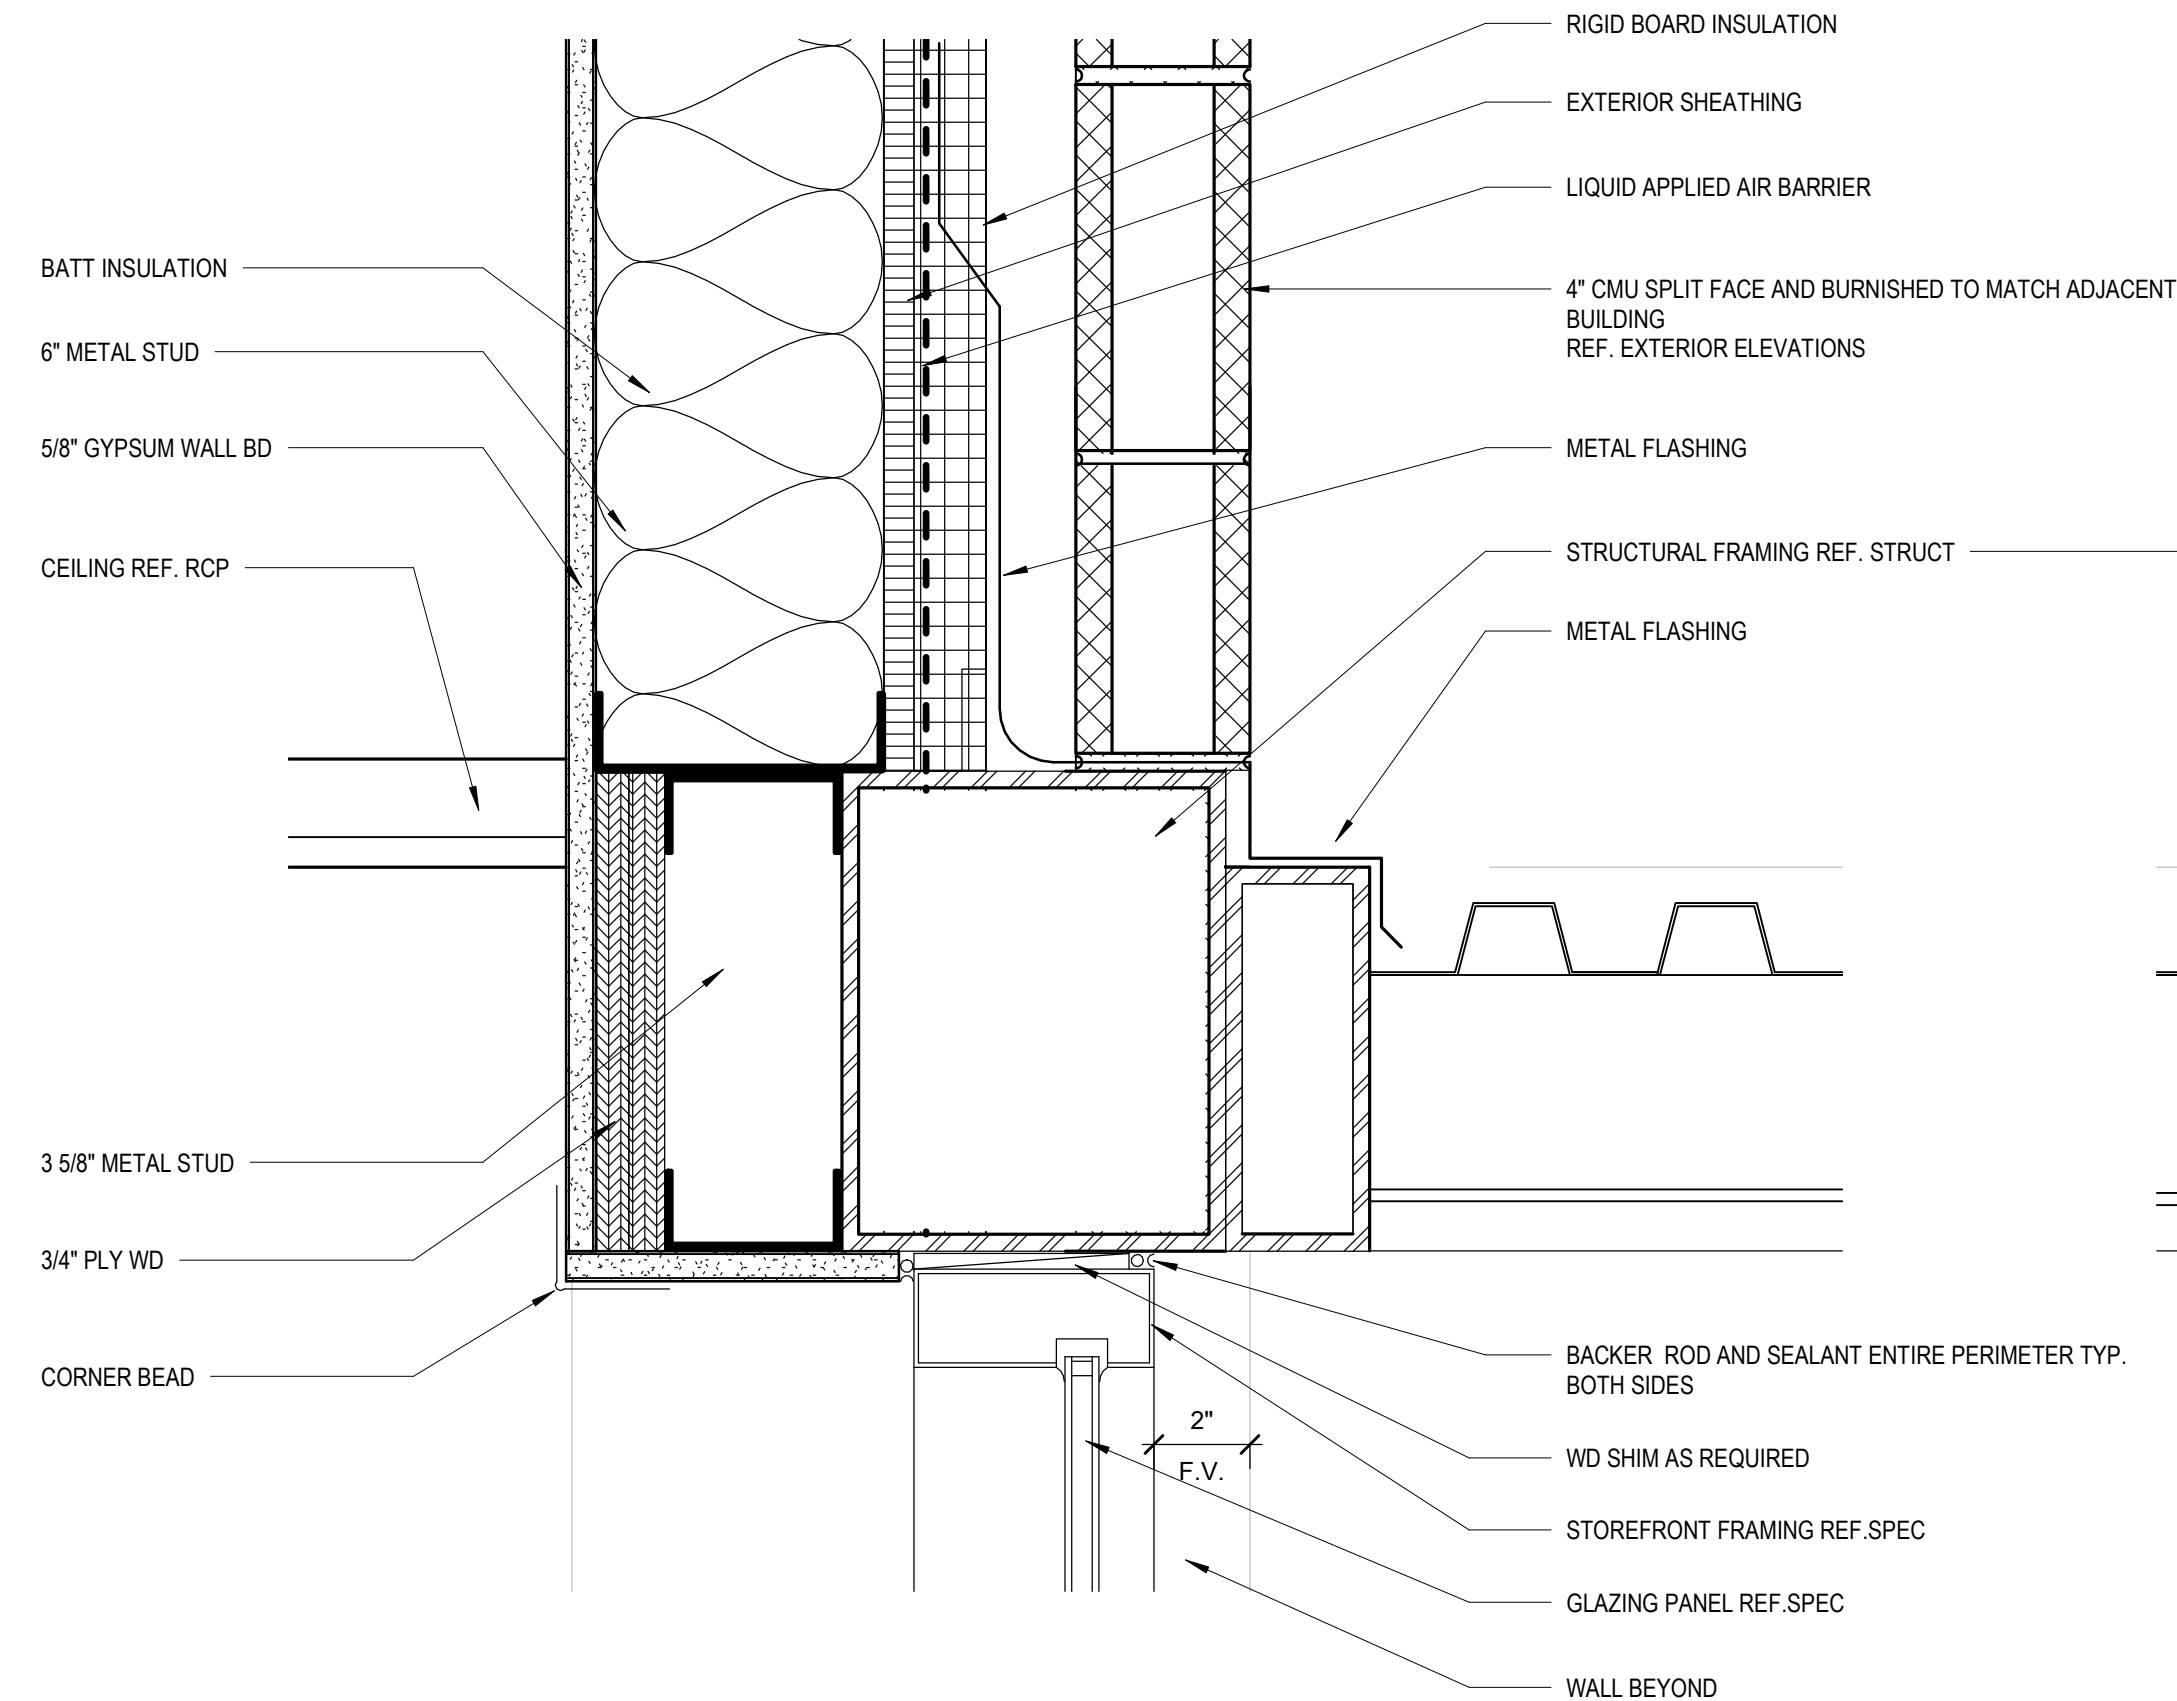 BATT INSULATION
6" METAL STUD
5/8" GYPSUM WALL BD
CEILING REF. RCP
3 5/8" METAL STUD
3/4" PLY WD
CORNER BEAD
RIGID BOARD INSULATION
EXTERIOR SHEATHING
LIQUID APPLIED AIR BARRIER
4" CMU SPLIT FACE AND BURNISHED TO MATCH ADJACENT
BUILDING
REF. EXTERIOR ELEVATIONS
METAL FLASHING
STRUCTURAL FRAMING REF. STRUCT
METAL FLASHING
BACKER ROD AND SEALANT ENTIRE PERIMETER TYP.
BOTH SIDES
2"
F.V.
WD SHIM AS REQUIRED
STOREFRONT FRAMING REF.SPEC
GLAZING PANEL REF.SPEC
WALL BEYOND